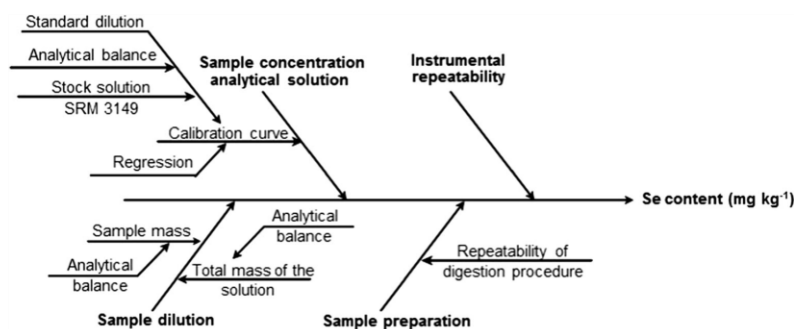 Standard dilution
Analytical balance
Stock solution
SRM 3149
Sample concentration
analytical solution
Instrumental
repeatability
Calibration curve
Regression
Se content (mg kg⁻¹)
Sample mass
Analytical
balance
Analytical
balance
Total mass of the
solution
Repeatability of
digestion procedure
Sample dilution
Sample preparation